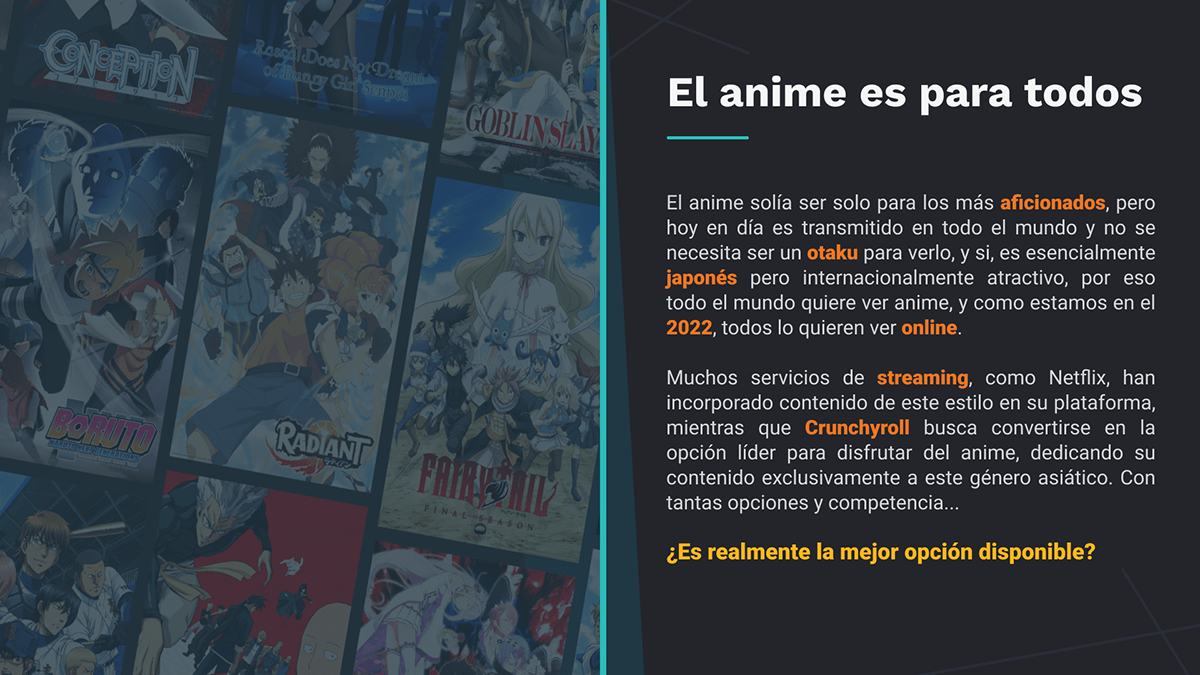 CONCEPTION
Rascal Does Not Dream
of Bunny Girl Senpai
GOBLIN SLAY
BORUTO
RADIANT
FAIRY TAIL
FINAL SEASON
El anime es para todos
El anime solía ser solo para los más aficionados, pero
hoy en día es transmitido en todo el mundo y no se
necesita ser un otaku para verlo, y si, es esencialmente
japonés pero internacionalmente atractivo, por eso
todo el mundo quiere ver anime, y como estamos en el
2022, todos lo quieren ver online.
Muchos servicios de streaming, como Netflix, han
incorporado contenido de este estilo en su plataforma,
mientras que Crunchyroll busca convertirse en la
opción líder para disfrutar del anime, dedicando su
contenido exclusivamente a este género asiático. Con
tantas opciones y competencia...
¿Es realmente la mejor opción disponible?